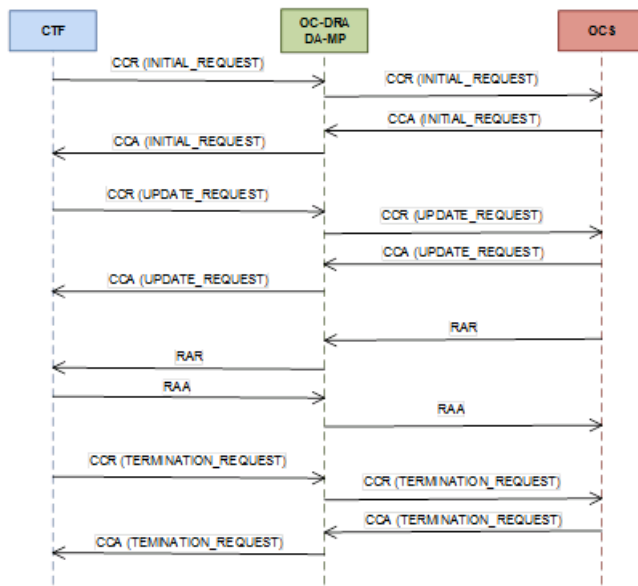 CTF
OC-DRA
DA-MP
OCS
CCR (INITIAL_REQUEST)
CCR (INITIAL_REQUEST)
CCA (INITIAL_REQUEST)
CCA (INITIAL_REQUEST)
CCR (UPDATE_REQUEST)
CCR (UPDATE_REQUEST)
CCA (UPDATE_REQUEST)
CCA (UPDATE_REQUEST)
RAR
RAR
RAA
RAA
CCR (TERMINATION_REQUEST)
CCR (TERMINATION_REQUEST)
CCA (TERMINATION_REQUEST)
CCA (TEMINATION_REQUEST)